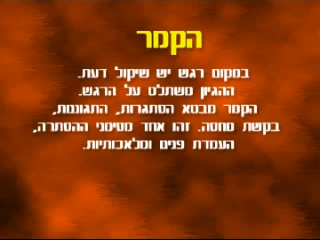 הקמר
במקום רגש יש שיקול דעת.
ההגיון משתלט על הרגש.
הקמר מבטא הסתגרות, התגוננות,
בקשת מחסה. זהו אחד מסימני ההסתרה,
העמדת פנים ומלאכותיות.